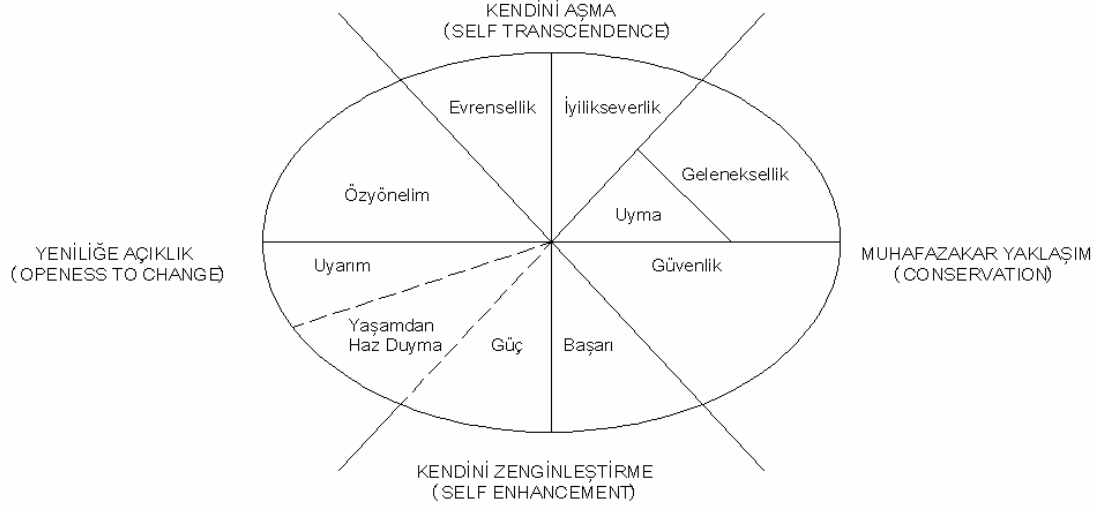 KENDİNİ AŞMA
(SELF TRANSCENDENCE)
Evrensellik
İyilikseverlik
Geleneksellik
Özyönelim
Uyma
YENİLİĞE AÇIKLIK
(OPENESS TO CHANGE)
Uyarım
Güvenlik
MUHAFAZAKAR YAKLAŞIM
(CONSERVATION)
Yaşamdan
Haz Duyma
Güç
Başarı
KENDİNİ ZENGİNLEŞTİRME
(SELF ENHANCEMENT)